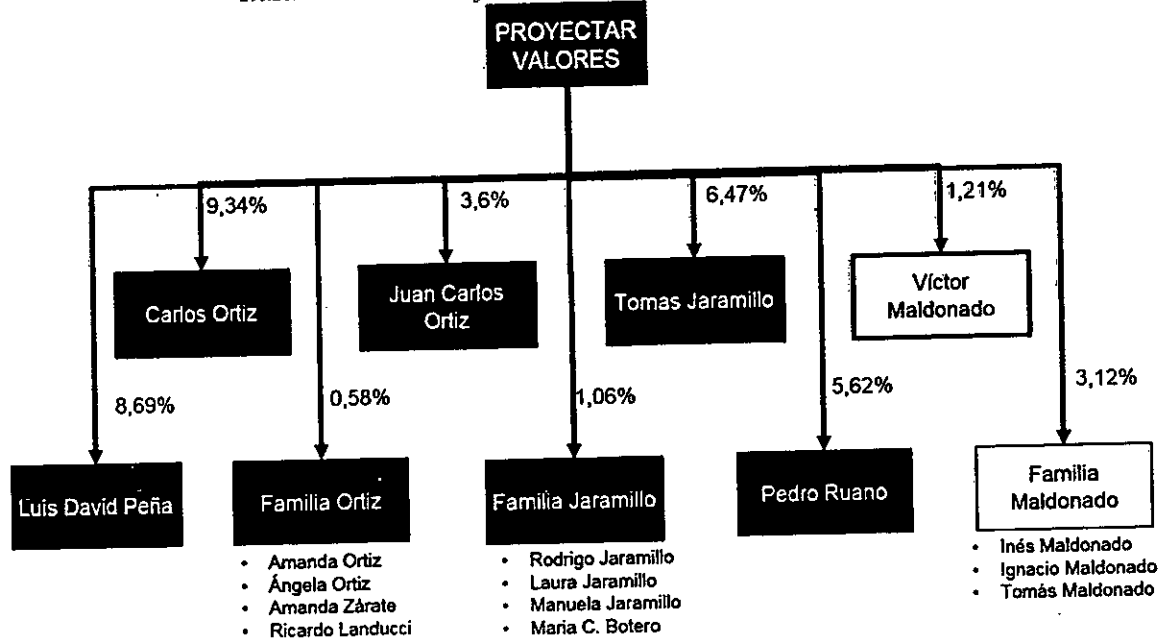 PROYECTAR
VALORES
9,34%
3,6%
6,47%
1,21%
Carlos Ortiz
Juan Carlos
Ortiz
Tomas Jaramillo
Víctor
Maldonado
8,69%
0,58%
1,06%
5,62%
3,12%
Luis David Peña
Familia Ortiz
Familia Jaramillo
Pedro Ruano
Familia
Maldonado
• Amanda Ortiz
• Ángela Ortiz
• Amanda Zárate
• Ricardo Landucci
• Rodrigo Jaramillo
• Laura Jaramillo
• Manuela Jaramillo
• Maria C. Botero
• Inés Maldonado
• Ignacio Maldonado
• Tomás Maldonado